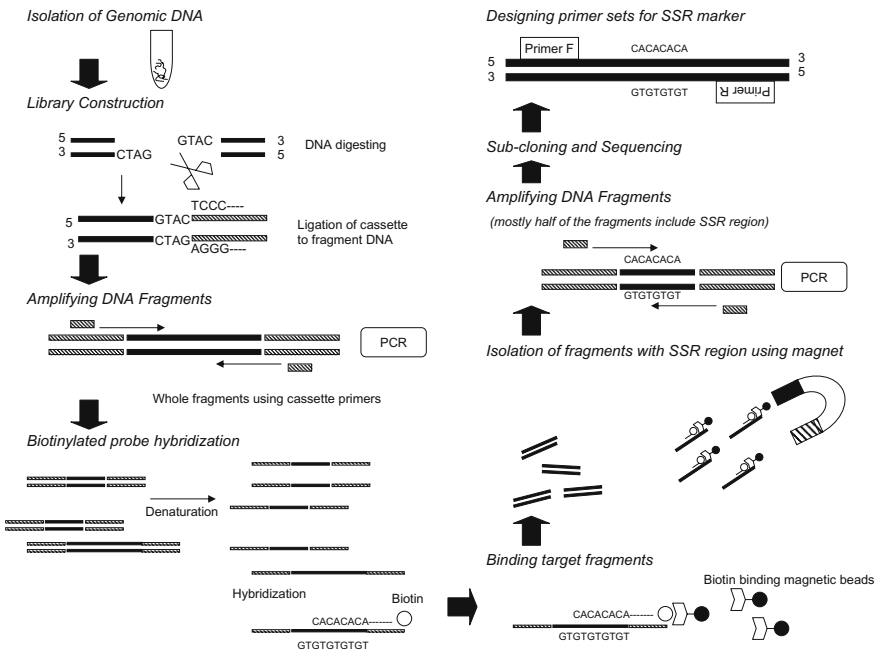 Isolation of Genomic DNA
Library Construction
5
3
CTAG
GTAC
3
5
DNA digesting
TCCC----
5
GTAC
3
CTAG
AGGG----
Ligation of cassette
to fragment DNA
Amplifying DNA Fragments
PCR
Whole fragments using cassette primers
Biotinylated probe hybridization
Denaturation
Hybridization
Biotin
CACACACA-------
GTGTGTGTGT
Binding target fragments
Biotin binding magnetic beads
CACACACA-------
GTGTGTGTGT
Isolation of fragments with SSR region using magnet
Amplifying DNA Fragments
(mostly half of the fragments include SSR region)
CACACACA
GTGTGTGT
PCR
Sub-cloning and Sequencing
Designing primer sets for SSR marker
Primer F
CACACACA
5
3
3
5
GTGTGTGT
Primer R